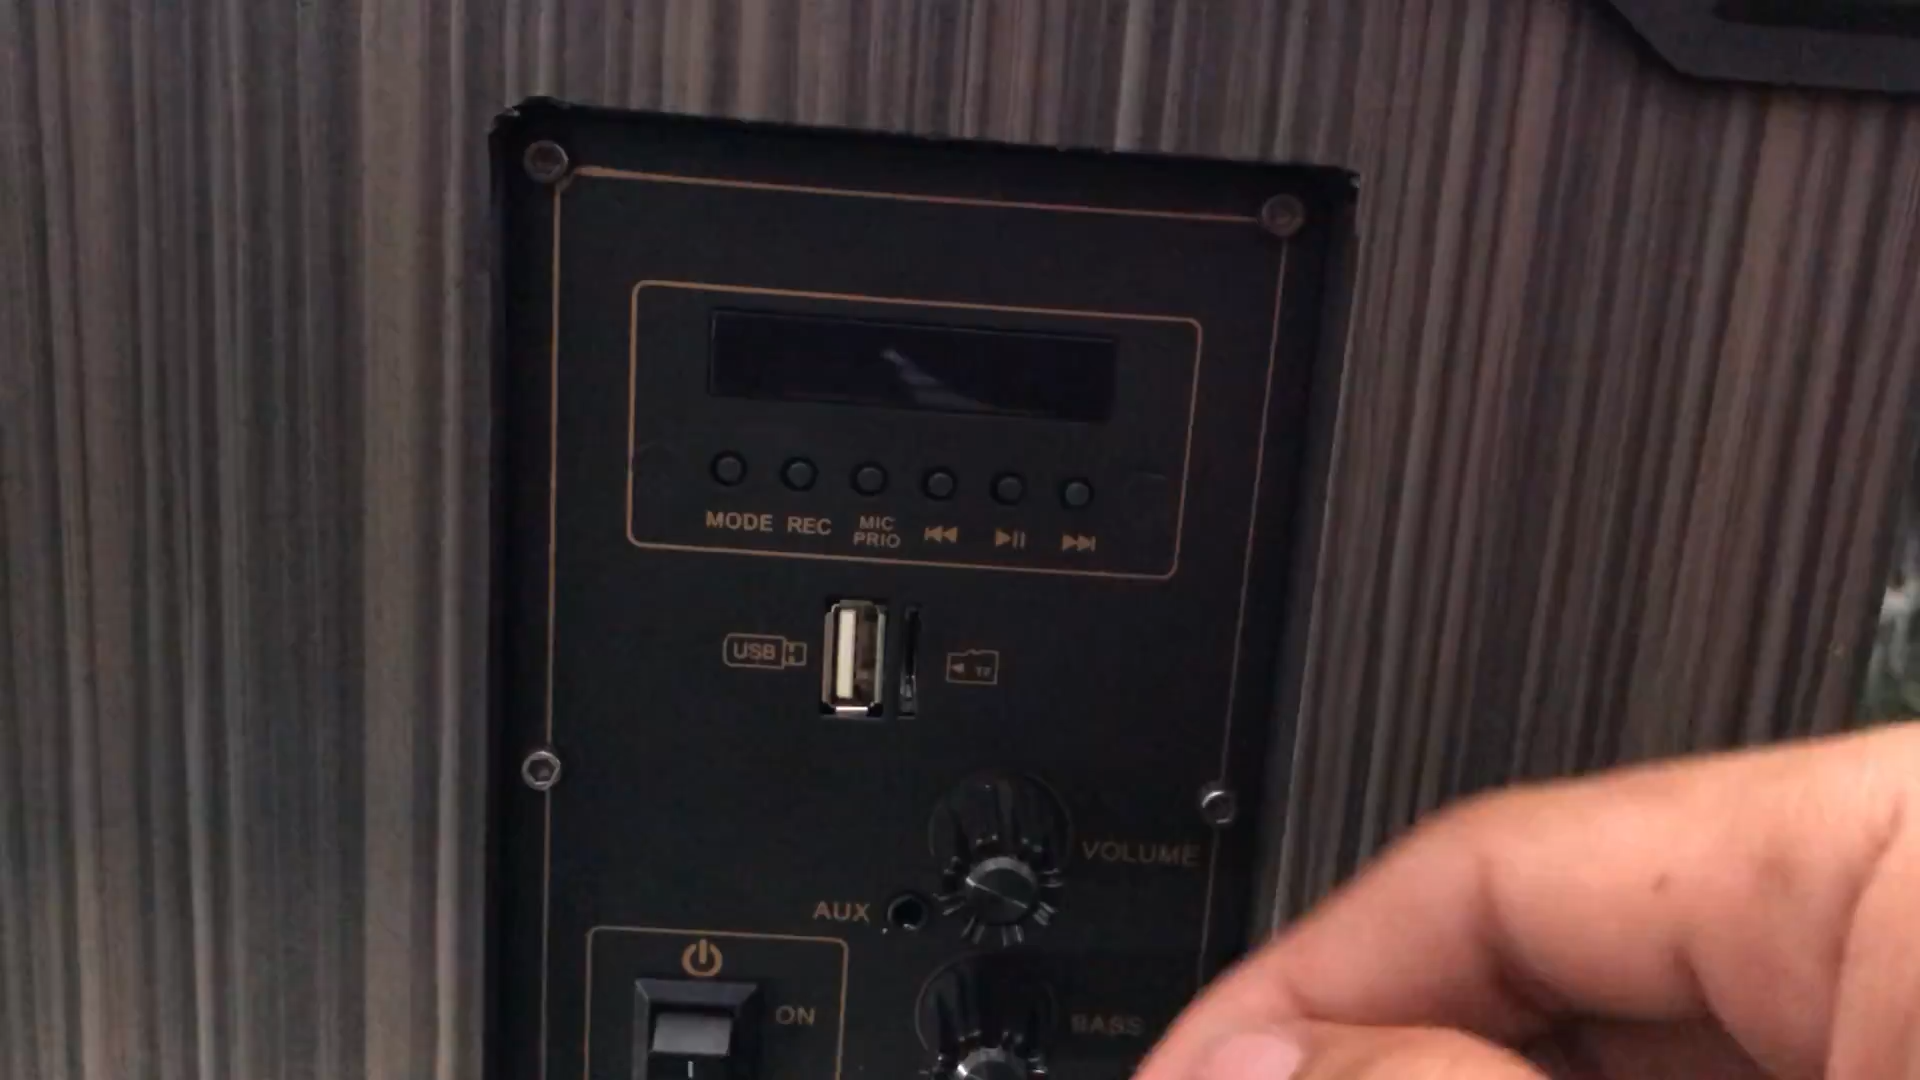 MODE REC MIC PRIO
USB
TF
VOLUME
AUX
ON
BASS